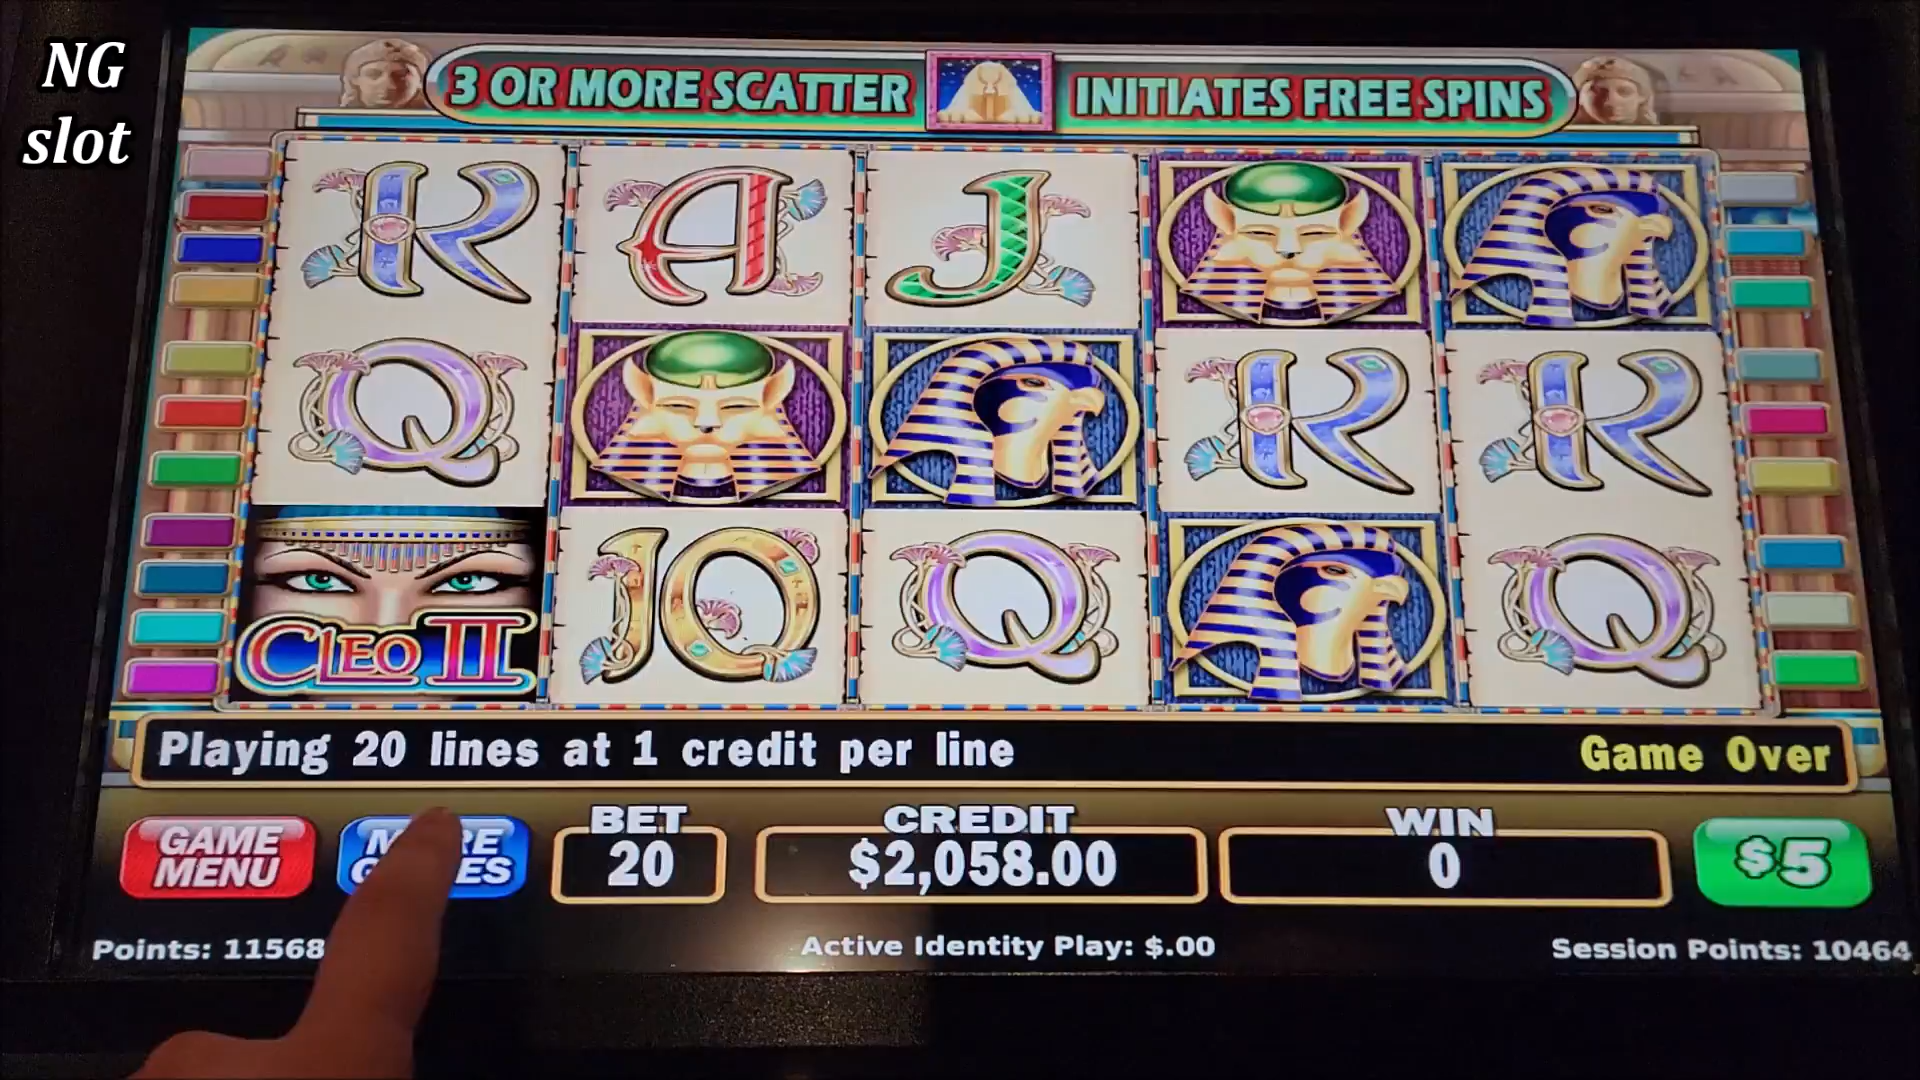 NG
slot
3 OR MORE SCATTER INITIATES FREE SPINS
K A J
Q K K
CLEO II 10 Q Q
Playing 20 lines at 1 credit per line Game Over
GAME
MENU
BET
20
CREDIT
$2,058.00
WIN
0
$5
Points: 11568
Active Identity Play: $.00
Session Points: 10464